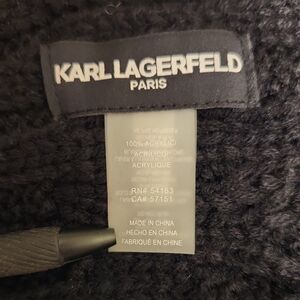 KARL LAGERFELD
PARIS
100% ACRYLIC
ACRÍLICO
ACRYLIQUE
RN# 54163
CA# 57151
MADE IN CHINA
HECHO EN CHINA
FABRIQUÉ EN CHINE